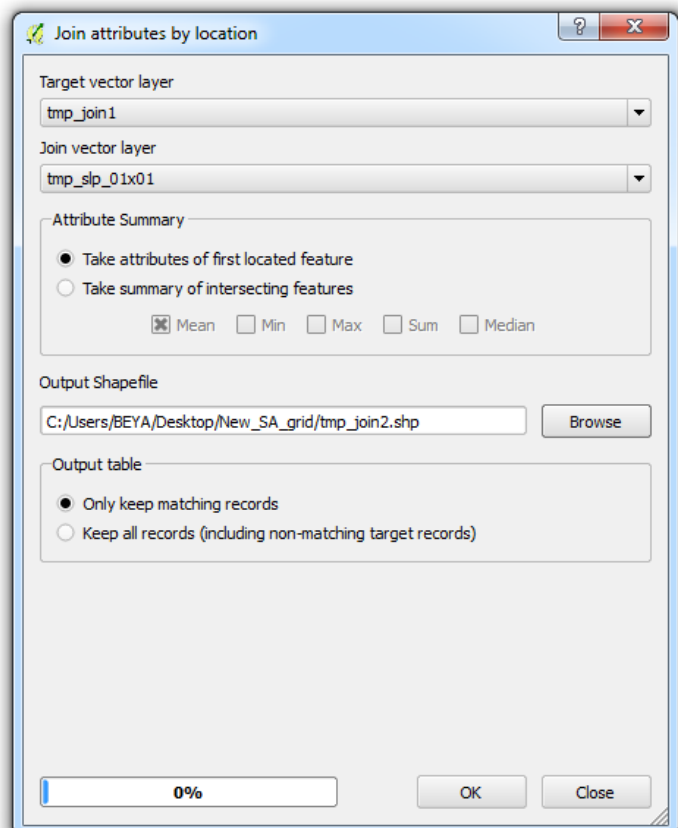 Join attributes by location
?
X
Target vector layer
tmp_join1
Join vector layer
tmp_slp_01x01
Attribute Summary
Take attributes of first located feature
Take summary of intersecting features
Mean Min Max Sum Median
Output Shapefile
C:/Users/BEYA/Desktop/New_SA_grid/tmp_join2.shp Browse
Output table
Only keep matching records
Keep all records (including non-matching target records)
0% OK Close